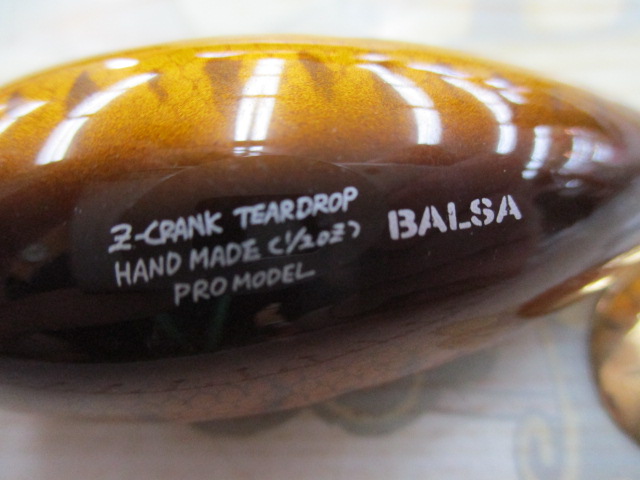 Z-CRANK TEARDROP
HAND MADE (1/2oz)
PRO MODEL
BALSA